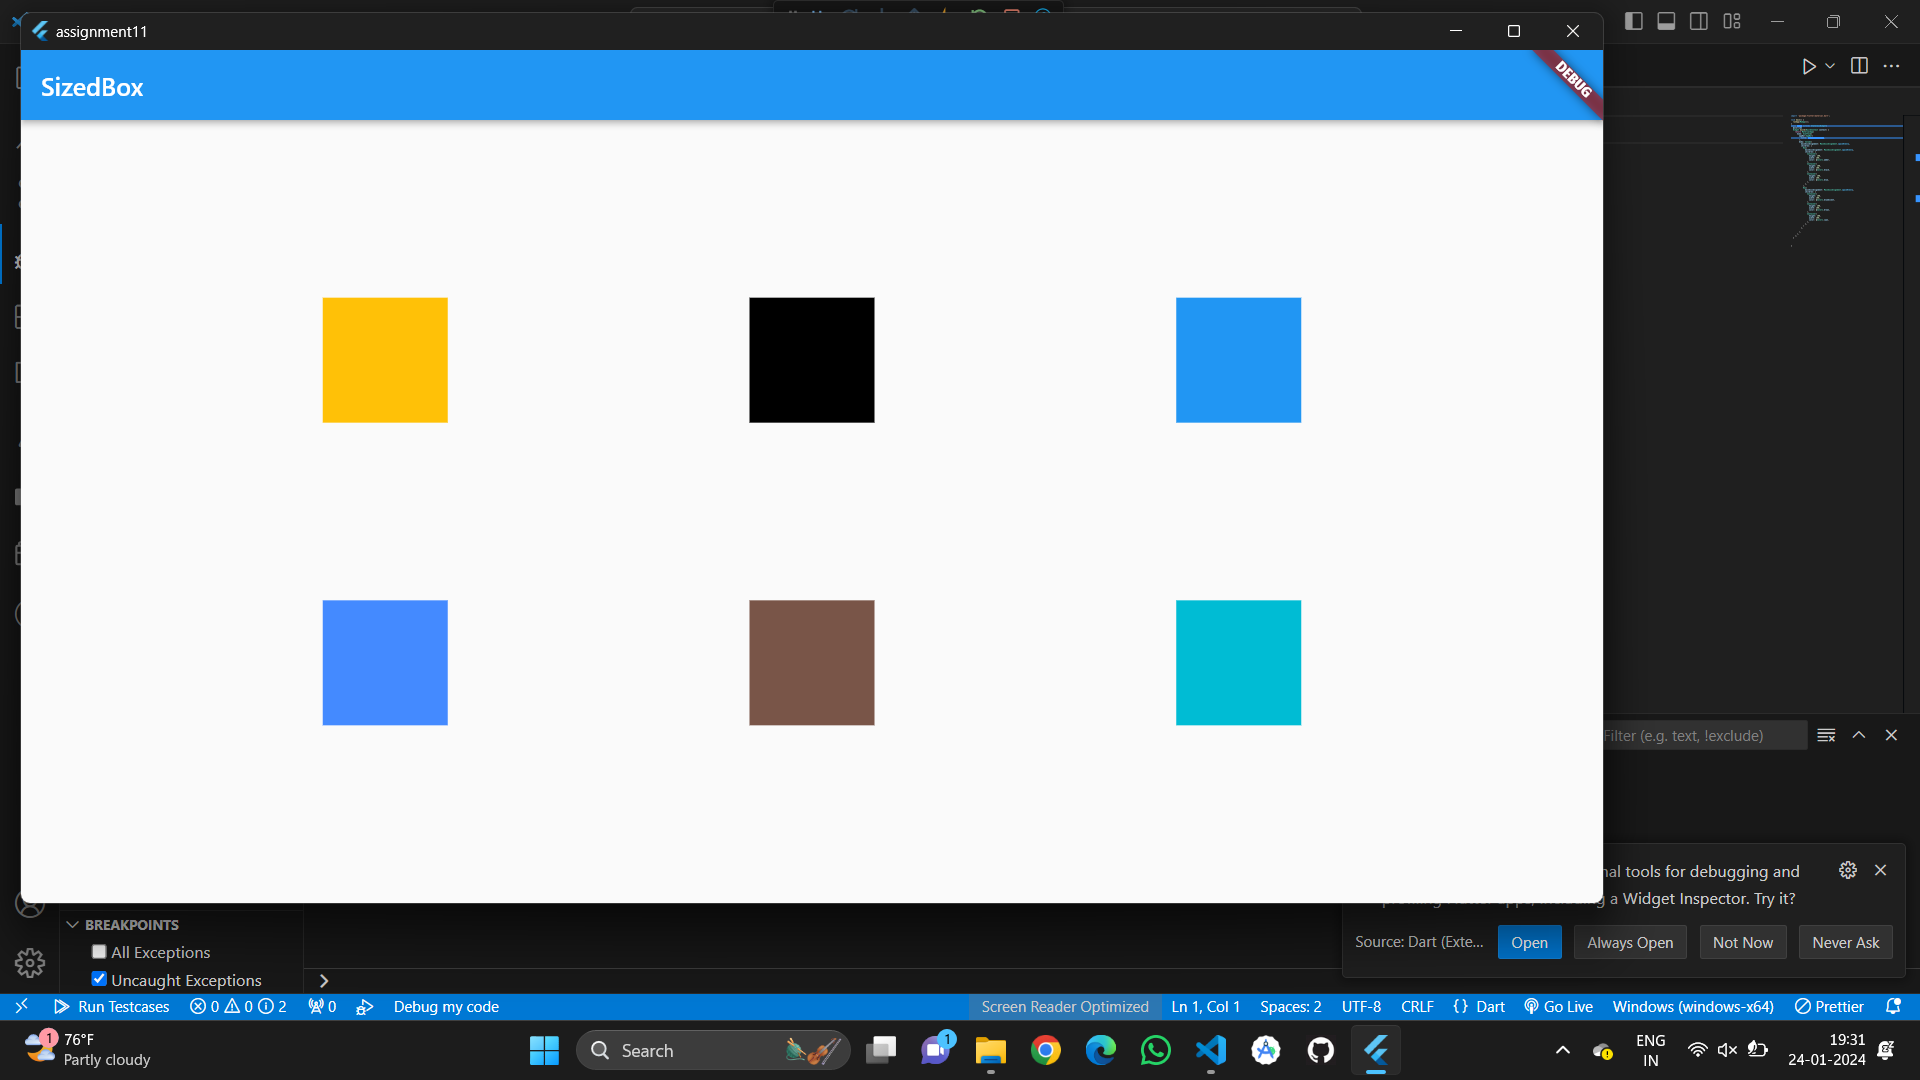 assignment11
SizedBox
DEBUG
Filter (e.g. text, !exclude)
nal tools for debugging and
a Widget Inspector. Try it?
Source: Dart (Exte...
Open
Always Open
Not Now
Never Ask
BREAKPOINTS
All Exceptions
Uncaught Exceptions
Run Testcases
0 0 2
0
Debug my code
Screen Reader Optimized
Ln 1, Col 1
Spaces: 2
UTF-8
CRLF
{ } Dart
Go Live
Windows (windows-x64)
Prettier
1
76°F
Partly cloudy
Search
1
ENG
IN
19:31
24-01-2024